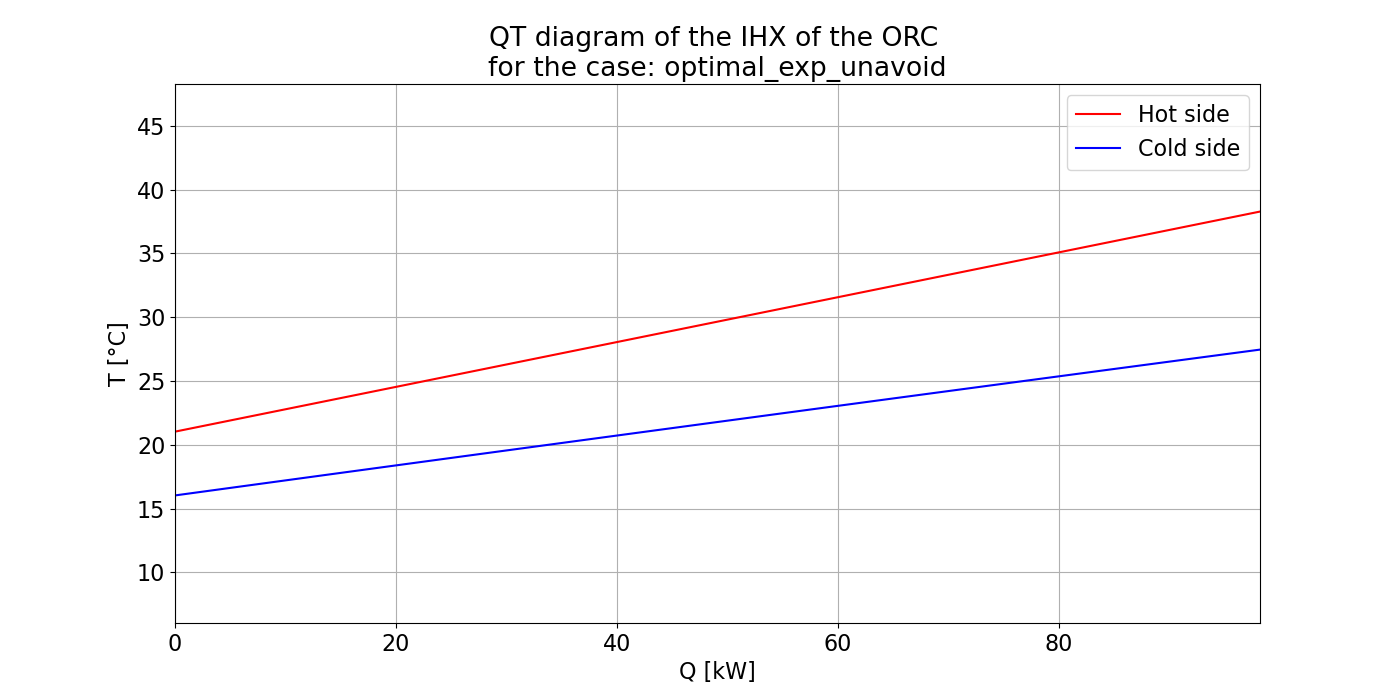 QT diagram of the IHX of the ORC
for the case: optimal_exp_unavoid
Hot side
Cold side
45
40
35
30
25
20
15
10
T [°C]
0
20
40
60
80
Q [kW]